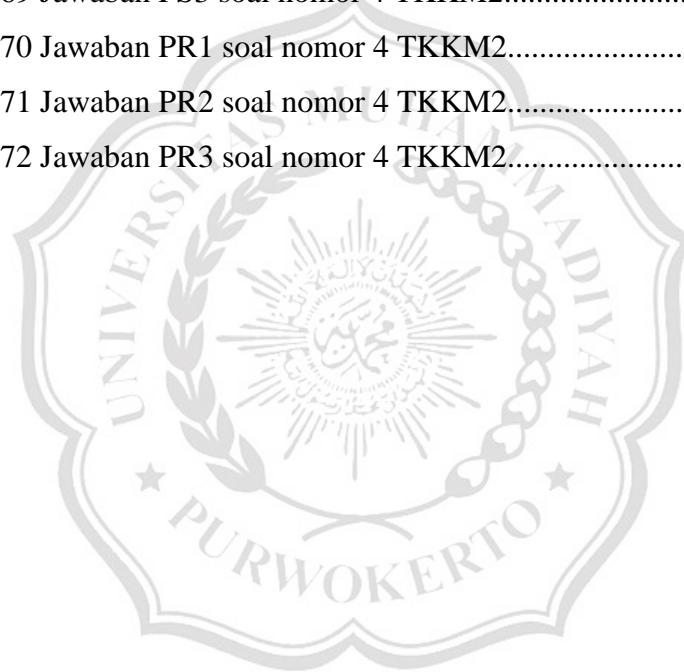 70 Jawaban PR1 soal nomor 4 TKKM2......................
71 Jawaban PR2 soal nomor 4 TKKM2......................
72 Jawaban PR3 soal nomor 4 TKKM2......................
UNIVERSITAS MUHAMMADIYAH
PURWOKERTO